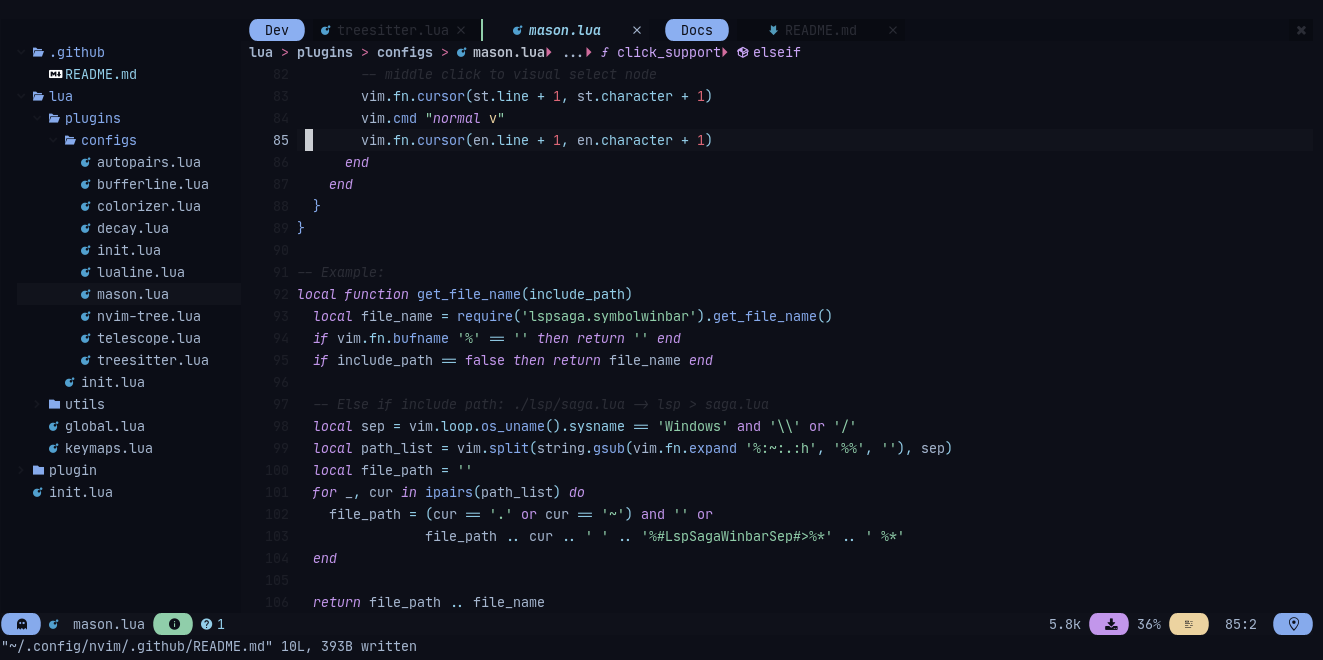 Dev treesitter.lua × mason.lua × Docs README.md ×
lua > plugins > configs > mason.lua ... ƒ click_support elseif
.github
README.md
lua
plugins
configs
autopairs.lua
bufferline.lua
colorizer.lua
decay.lua
init.lua
lualine.lua
mason.lua
nvim-tree.lua
telescope.lua
treesitter.lua
init.lua
utils
global.lua
keymaps.lua
plugin
init.lua
82 -- middle click to visual select node
83 vim.fn.cursor(st.line + 1, st.character + 1)
84 vim.cmd "normal v"
85 vim.fn.cursor(en.line + 1, en.character + 1)
86 end
87 end
88 }
89 }
90
91 -- Example:
92 local function get_file_name(include_path)
93 local file_name = require('lspsaga.symbolwinbar').get_file_name()
94 if vim.fn.bufname '%' == '' then return '' end
95 if include_path == false then return file_name end
96
97 -- Else if include path: ./lsp/saga.lua -> lsp > saga.lua
98 local sep = vim.loop.os_uname().sysname == 'Windows' and '\\' or '/'
99 local path_list = vim.split(string.gsub(vim.fn.expand '%:~:.:h', '%%', ''), sep)
100 local file_path = ''
101 for _, cur in ipairs(path_list) do
102 file_path = (cur == '.' or cur == '~') and '' or
103 file_path .. cur .. ' ' .. '%#LspSagaWinbarSep#>%*' .. ' %*'
104 end
105
106 return file_path .. file_name
mason.lua 1 5.8k 36% 85:2
"~/.config/nvim/.github/README.md" 10L, 393B written